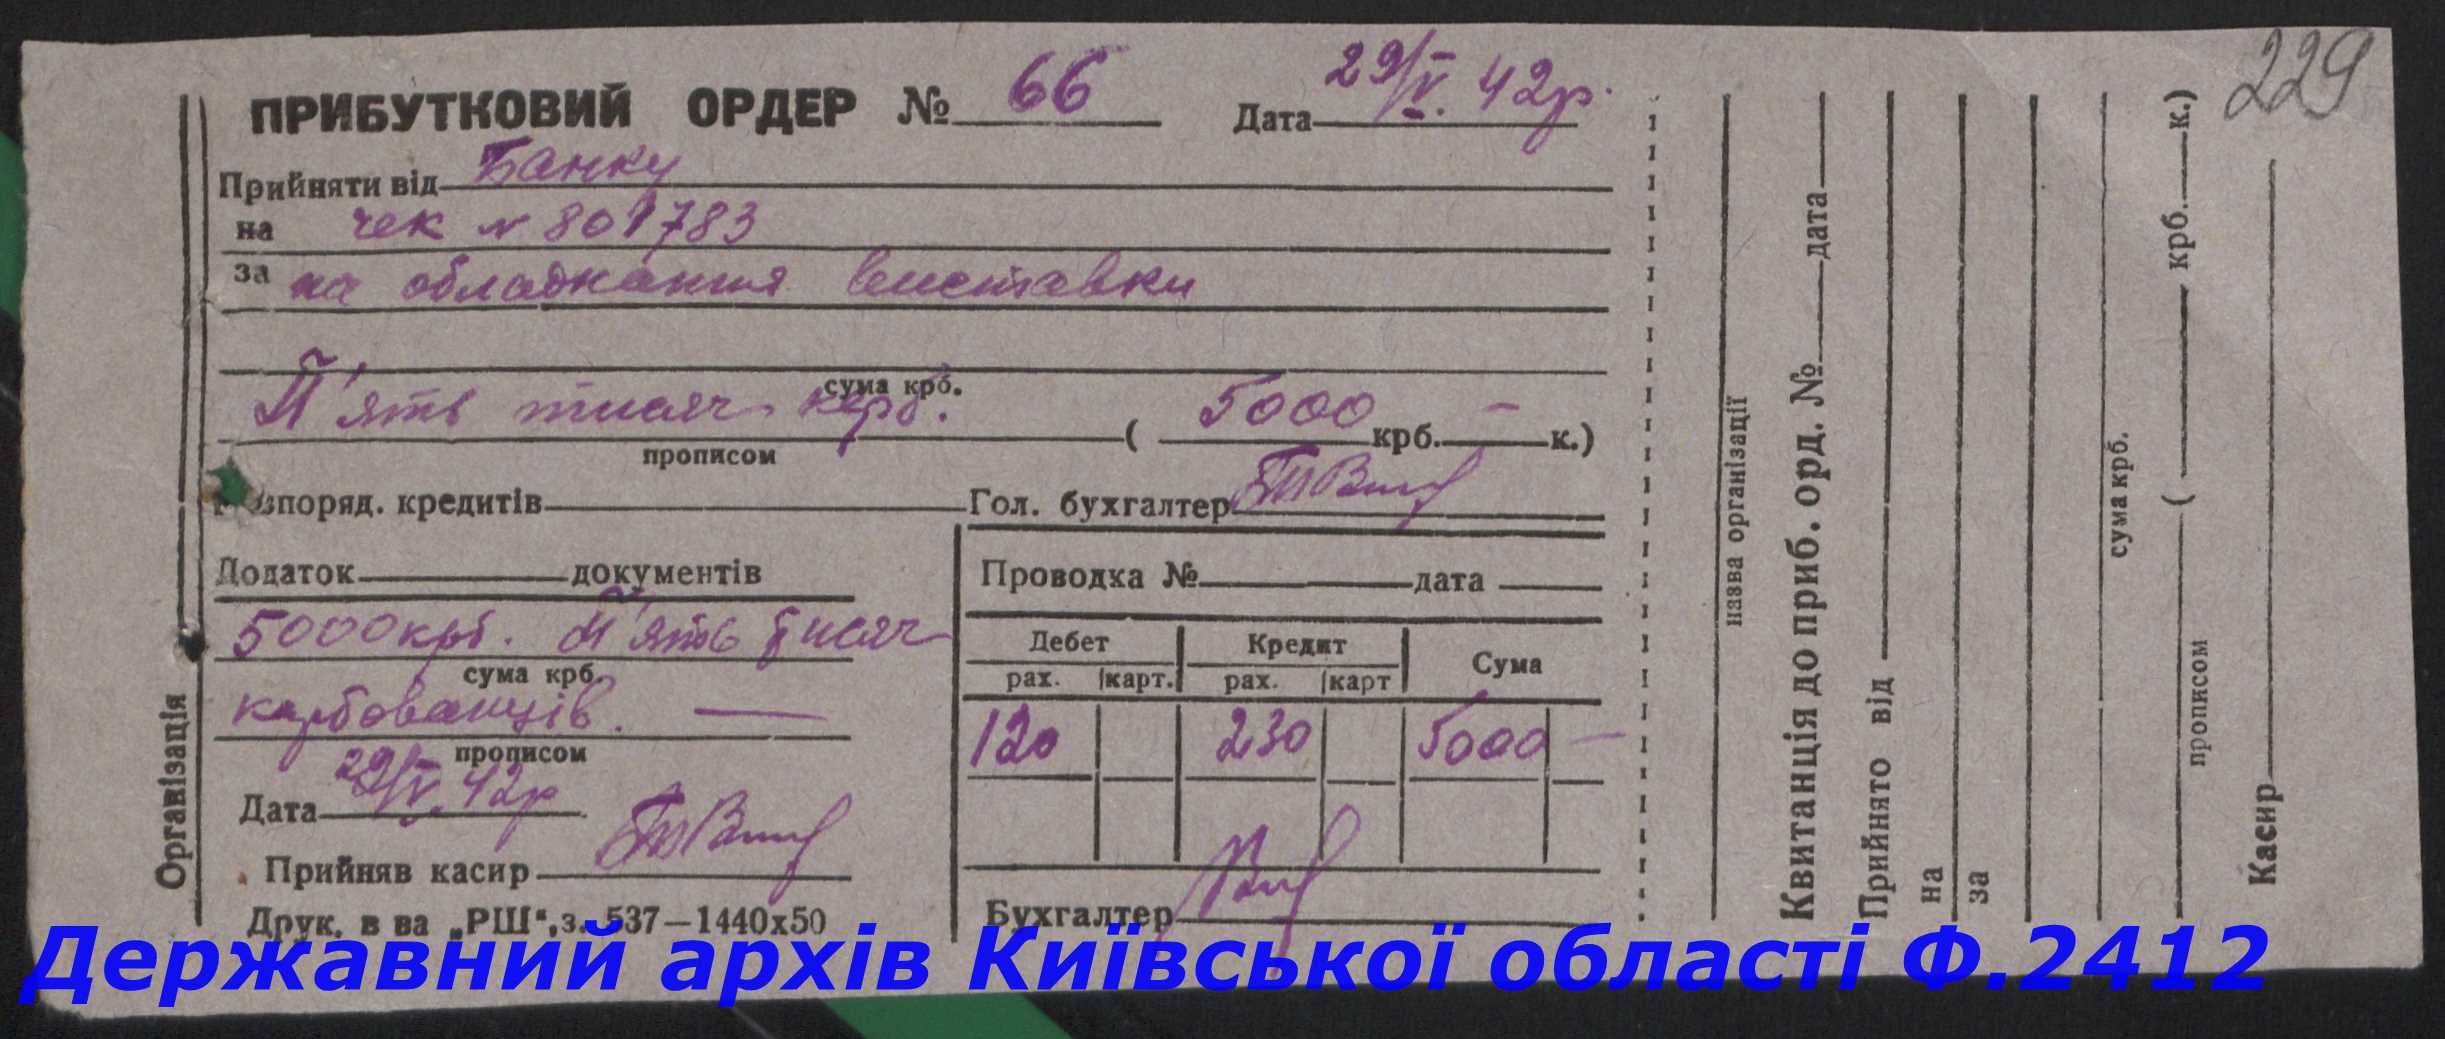 229
ПРИБУТКОВИЙ ОРДЕР № 66 Дата 29/IV. 42р.
Прийняти від Банку
на чек № 801783
за на обладнання виставки
сума крб.
П'ять тисяч карб. ( 5000 крб. — к.)
прописом
Розпоряд. кредитів Гол. бухгалтер
Додаток документів
5000 крб. П'ять тисяч
сума крб.
карбованців. —
прописом
Дата 29/IV. 42р
Прийняв касир
Друк. в ва „РШ“, з. 537—1440х50
Організація
Проводка № дата
Дебет Кредит Сума
рах. карт. рах. карт
120 230 5000 —
Бухгалтер
назва організації
Квитанція до приб. орд. № дата
Прийнято від
на
за
сума крб.
( крб. к.)
прописом
Касир
Державний архів Київської області Ф.2412